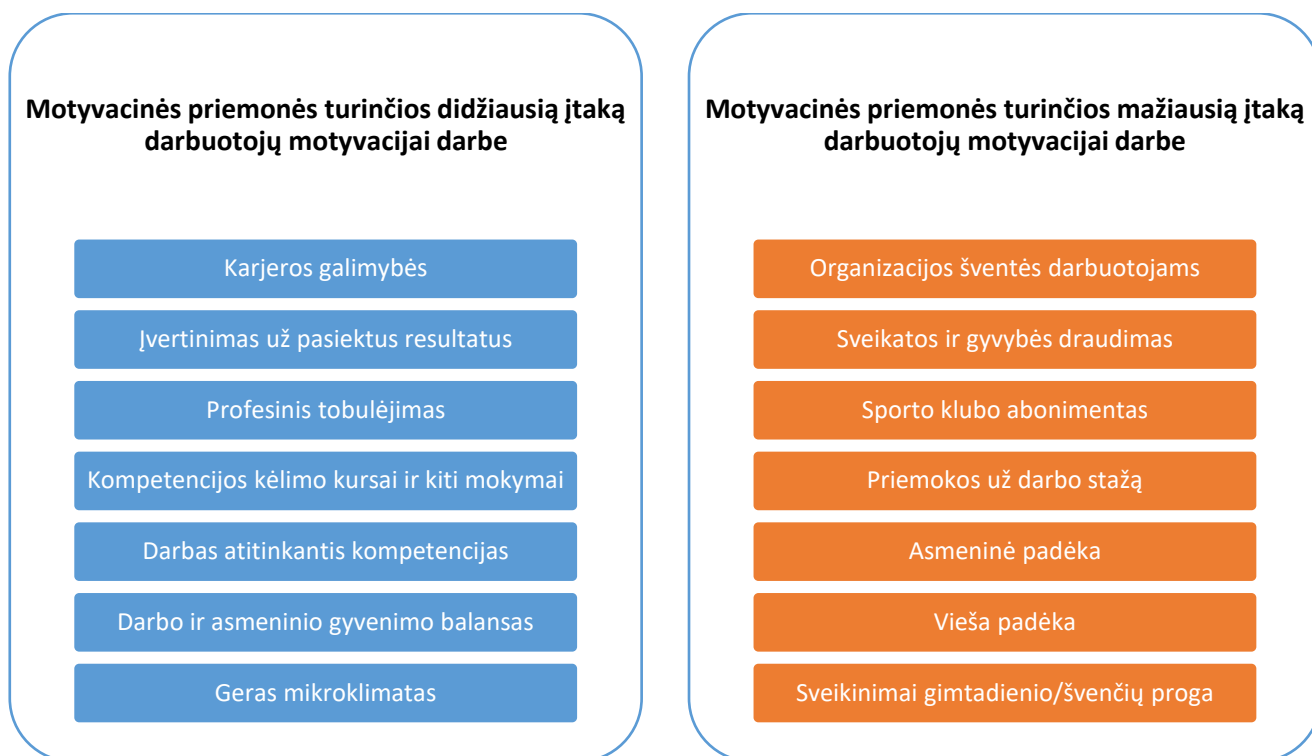 Motyvacinės priemonės turinčios didžiausią įtaką
darbuotojų motyvacijai darbe
Karjeros galimybės
Įvertinimas už pasiektus resultatus
Profesinis tobulėjimas
Kompetencijos kėlimo kursai ir kiti mokymai
Darbas atitinkantis kompetencijas
Darbo ir asmeninio gyvenimo balansas
Geras mikroklimatas
Motyvacinės priemonės turinčios mažiausią įtaką
darbuotojų motyvacijai darbe
Organizacijos šventės darbuotojams
Sveikatos ir gyvybės draudimas
Sporto klubo abonimentas
Priemokos už darbo stažą
Asmeninė padėka
Vieša padėka
Sveikinimai gimtadienio/švenčių proga